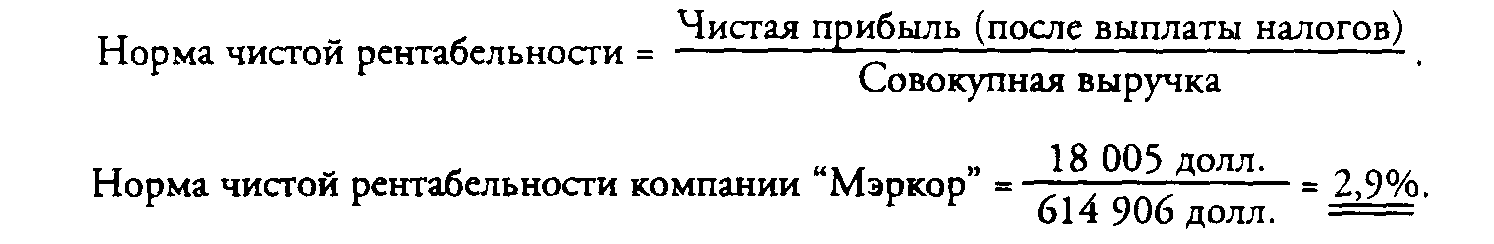 Норма чистой рентабельности = Чистая прибыль (после выплаты налогов) / Совокупная выручка .
Норма чистой рентабельности компании “Мэркор” = 18 005 долл. / 614 906 долл. = 2,9%.